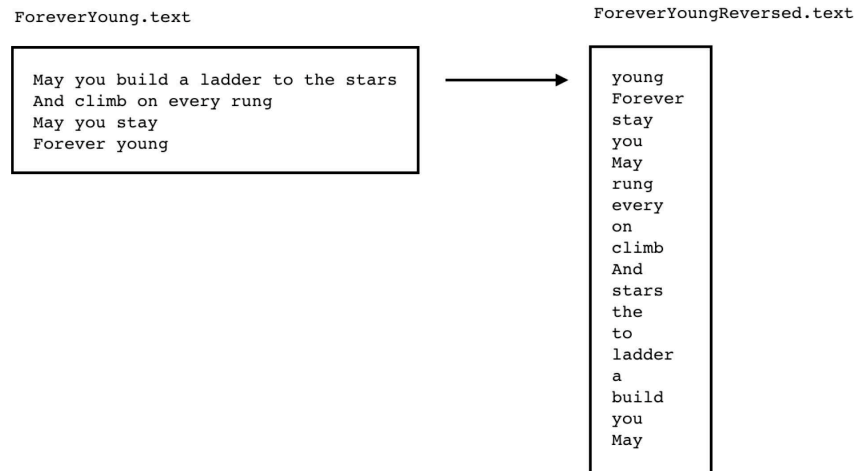 ForeverYoung.text
May you build a ladder to the stars
And climb on every rung
May you stay
Forever young
ForeverYoungReversed.text
young
Forever
stay
you
May
rung
every
on
climb
And
stars
the
to
ladder
a
build
you
May